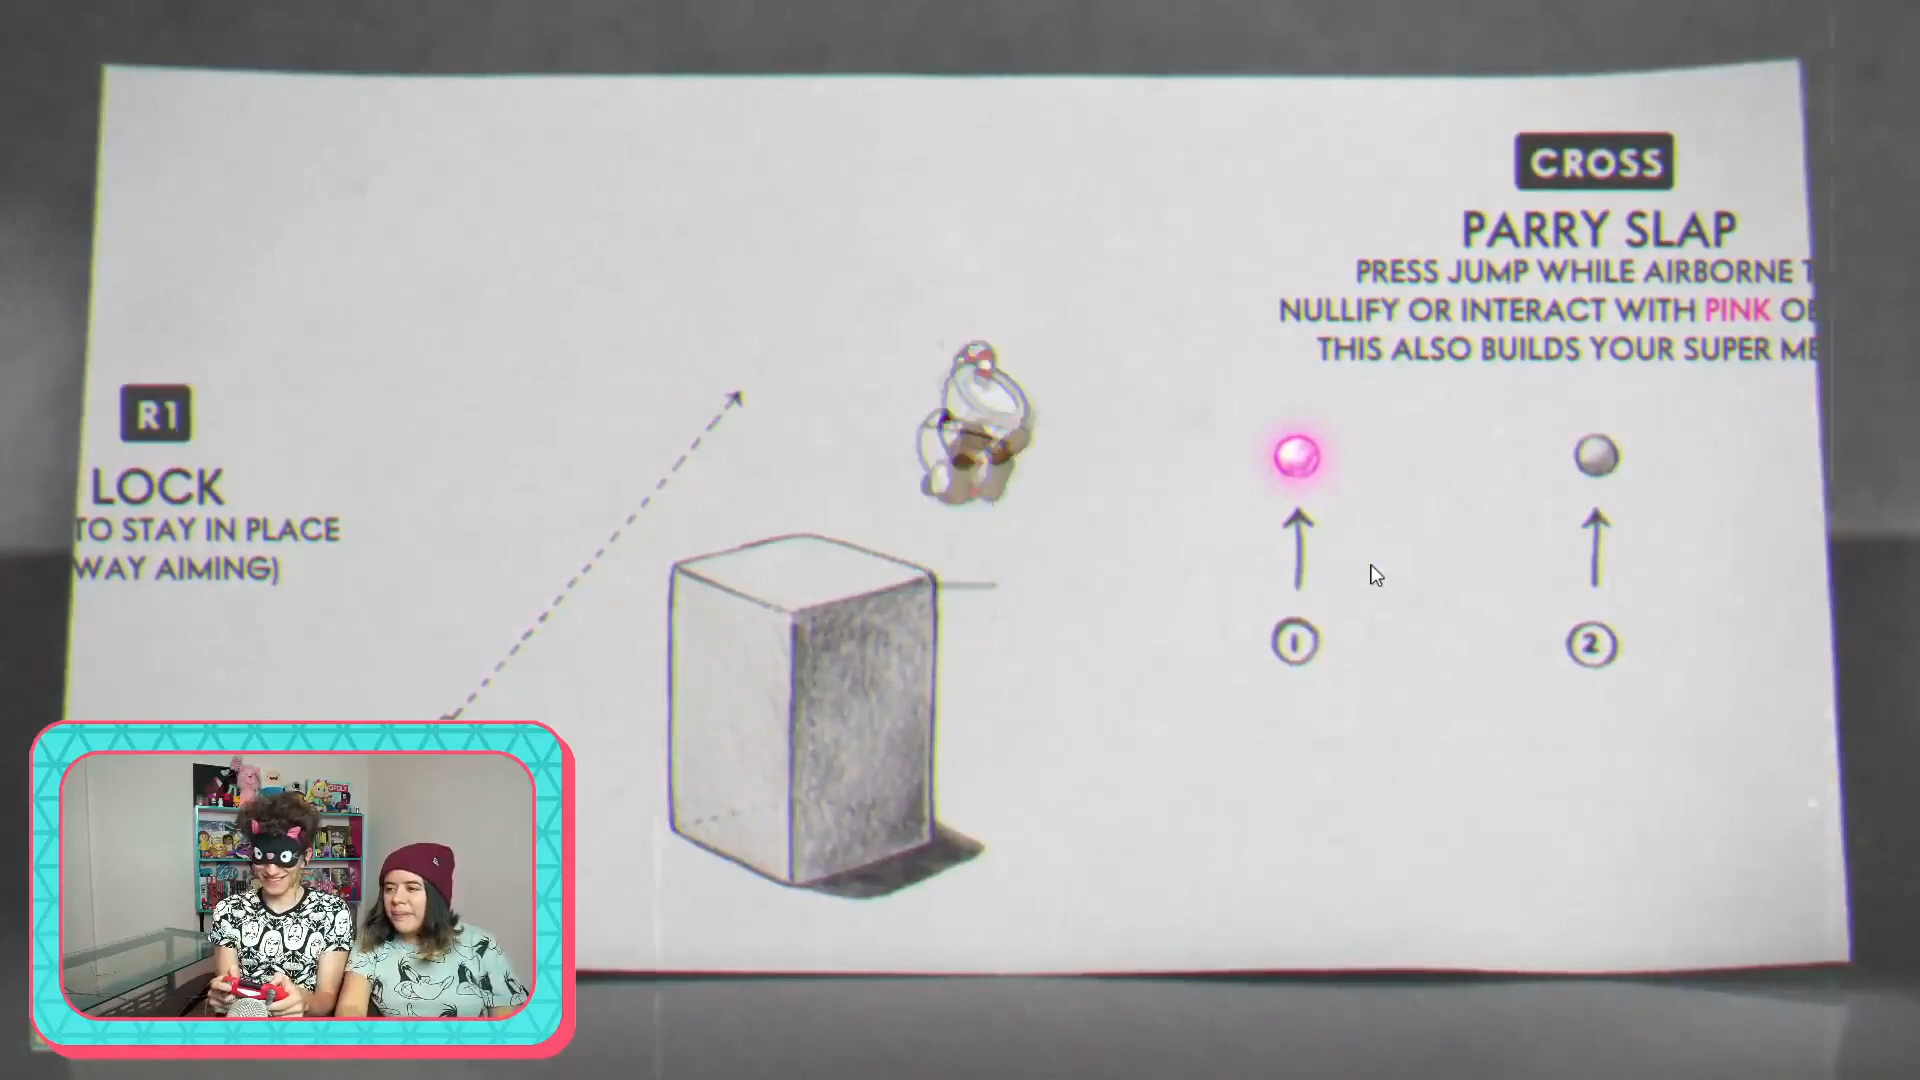 R1
LOCK
TO STAY IN PLACE
WAY AIMING)
CROSS
PARRY SLAP
PRESS JUMP WHILE AIRBORNE
NULLIFY OR INTERACT WITH PINK
THIS ALSO BUILDS YOUR SUPER
1
2